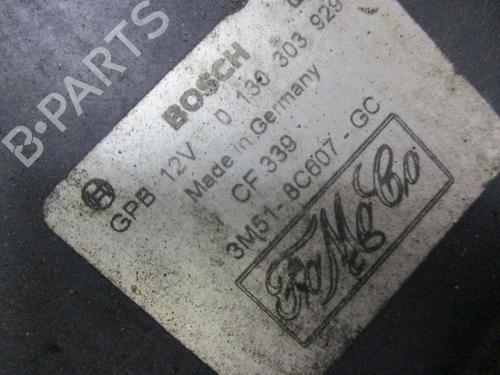 B-PARTS
BOSCH
GPB 12V 0 130 303 929
Made in Germany
CF 339
3M51-8C607-GC
FoMoCo